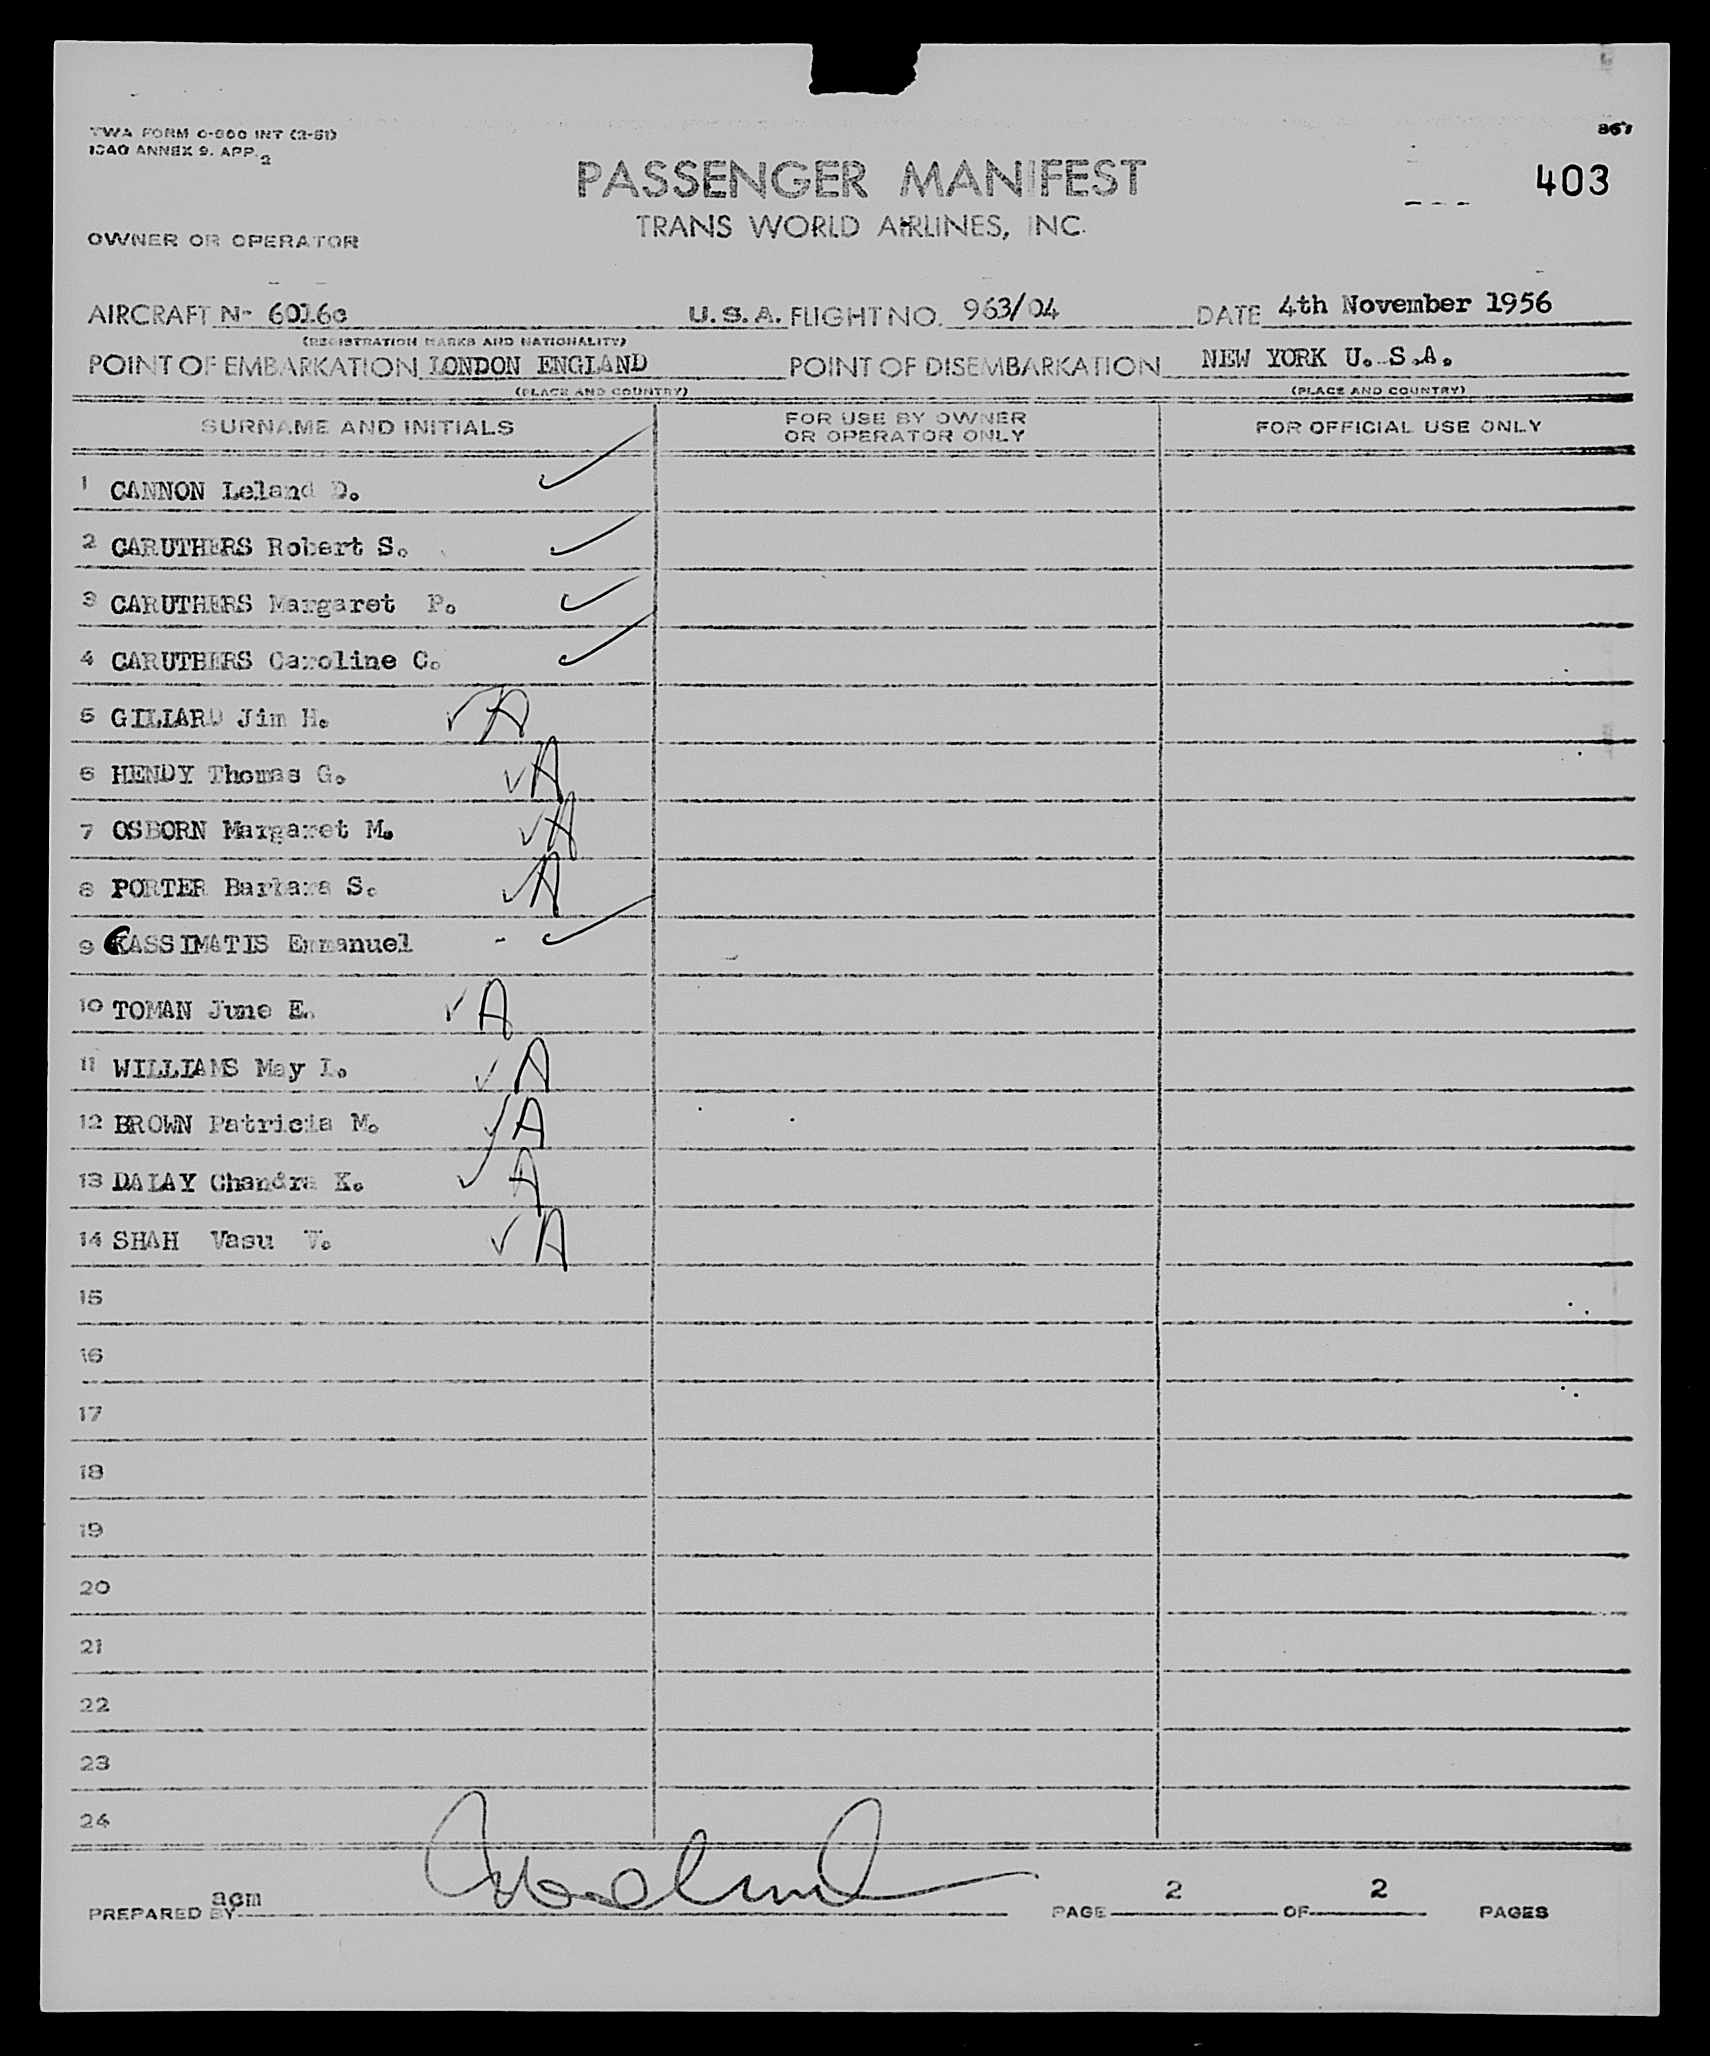 TWA FORM O-800 INT (3-51)
ICAO ANNEX 9. APP. 2
867
PASSENGER MANIFEST
403
TRANS WORLD AIRLINES, INC.
OWNER OR OPERATOR
AIRCRAFT N- 6016c U.S.A. FLIGHT NO. 963/04 DATE 4th November 1956
(REGISTRATION MARKS AND NATIONALITY)
POINT OF EMBARKATION LONDON ENGLAND POINT OF DISEMBARKATION NEW YORK U.S.A.
(PLACE AND COUNTRY) (PLACE AND COUNTRY)
SURNAME AND INITIALS FOR USE BY OWNER OR OPERATOR ONLY FOR OFFICIAL USE ONLY
1 CANNON Leland D. ✓
2 CARUTHERS Robert S. ✓
3 CARUTHERS Margaret P. ✓
4 CARUTHERS Caroline C. ✓
5 GILIARD Jim H. ✓ A
6 HENDY Thomas G. ✓ A
7 OSBORN Margaret M. ✓ A
8 PORTER Barbara S. ✓ A
9 KASSIMATIS Emmanuel - ✓
10 TOMAN June E. ✓ A
11 WILLIAMS May I. ✓ A
12 BROWN Patricia M. ✓ A
13 DALAY Chandra K. ✓ A
14 SHAH Vasu V. ✓ A
15
16
17
18
19
20
21
22
23
24
PREPARED BY acm PAGE 2 OF 2 PAGES